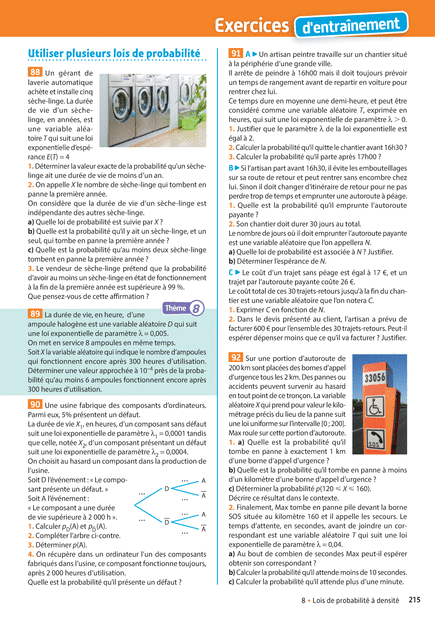 Exercices d'entraînement
Utiliser plusieurs lois de probabilité
88 Un gérant de
laverie automatique
achète et installe cinq
sèche-linge. La durée
de vie d'un sèche-
linge, en années, est
une variable aléa-
toire T qui suit une loi
exponentielle d'espé-
rance E(T) = 4
1. Déterminer la valeur exacte de la probabilité qu'un sèche-
linge ait une durée de vie de moins d'un an.
2. On appelle X le nombre de sèche-linge qui tombent en
panne la première année.
On considère que la durée de vie d'un sèche-linge est
indépendante des autres sèche-linge.
a) Quelle loi de probabilité est suivie par X ?
b) Quelle est la probabilité qu'il y ait un sèche-linge, et un
seul, qui tombe en panne la première année ?
c) Quelle est la probabilité qu'au moins deux sèche-linge
tombent en panne la première année ?
3. Le vendeur de sèche-linge prétend que la probabilité
d'avoir au moins un sèche-linge en état de fonctionnement
à la fin de la première année est supérieure à 99 %.
Que pensez-vous de cette affirmation ?
Thème 8
89 La durée de vie, en heure, d'une
ampoule halogène est une variable aléatoire D qui suit
une loi exponentielle de paramètre λ = 0,005.
On met en service 8 ampoules en même temps.
Soit X la variable aléatoire qui indique le nombre d'ampoules
qui fonctionnent encore après 300 heures d'utilisation.
Déterminer une valeur approchée à 10⁻⁴ près de la proba-
bilité qu'au moins 6 ampoules fonctionnent encore après
300 heures d'utilisation.
90 Une usine fabrique des composants d'ordinateurs.
Parmi eux, 5% présentent un défaut.
La durée de vie X₁, en heures, d'un composant sans défaut
suit une loi exponentielle de paramètre λ₁ = 0,0001 tandis
que celle, notée X₂, d'un composant présentant un défaut
suit une loi exponentielle de paramètre λ₂ = 0,0004.
On choisit au hasard un composant dans la production de
l'usine.
Soit D l'événement : « Le compo-
sant présente un défaut. »
Soit A l'événement :
« Le composant a une durée
de vie supérieure à 2 000 h ».
1. Calculer p_D(A) et p_D̅(A).
2. Compléter l'arbre ci-contre.
3. Déterminer p(A).
4. On récupère dans un ordinateur l'un des composants
fabriqués dans l'usine, ce composant fonctionne toujours,
après 2 000 heures d'utilisation.
Quelle est la probabilité qu'il présente un défaut ?
... A
D
... A̅
...
...
... A
D̅
... A̅
91 A ► Un artisan peintre travaille sur un chantier situé
à la périphérie d'une grande ville.
Il arrête de peindre à 16h00 mais il doit toujours prévoir
un temps de rangement avant de repartir en voiture pour
rentrer chez lui.
Ce temps dure en moyenne une demi-heure, et peut être
considéré comme une variable aléatoire T, exprimée en
heures, qui suit une loi exponentielle de paramètre λ > 0.
1. Justifier que le paramètre λ de la loi exponentielle est
égal à 2.
2. Calculer la probabilité qu'il quitte le chantier avant 16h30 ?
3. Calculer la probabilité qu'il parte après 17h00 ?
B ► Si l'artisan part avant 16h30, il évite les embouteillages
sur sa route de retour et peut rentrer sans encombre chez
lui. Sinon il doit changer d'itinéraire de retour pour ne pas
perdre trop de temps et emprunter une autoroute à péage.
1. Quelle est la probabilité qu'il emprunte l'autoroute
payante ?
2. Son chantier doit durer 30 jours au total.
Le nombre de jours où il doit emprunter l'autoroute payante
est une variable aléatoire que l'on appellera N.
a) Quelle loi de probabilité est associée à N ? Justifier.
b) Déterminer l'espérance de N.
C ► Le coût d'un trajet sans péage est égal à 17 €, et un
trajet par l'autoroute payante coûte 26 €.
Le coût total de ces 30 trajets-retours jusqu'à la fin du chan-
tier est une variable aléatoire que l'on notera C.
1. Exprimer C en fonction de N.
2. Dans le devis présenté au client, l'artisan a prévu de
facturer 600 € pour l'ensemble des 30 trajets-retours. Peut-il
espérer dépenser moins que ce qu'il va facturer ? Justifier.
92 Sur une portion d'autoroute de
200 km sont placées des bornes d'appel
d'urgence tous les 2 km. Des pannes ou
accidents peuvent survenir au hasard
en tout point de ce tronçon. La variable
aléatoire X qui prend pour valeur le kilo-
métrage précis du lieu de la panne suit
une loi uniforme sur l'intervalle [0 ; 200].
Max roule sur cette portion d'autoroute.
1. a) Quelle est la probabilité qu'il
tombe en panne à exactement 1 km
d'une borne d'appel d'urgence ?
b) Quelle est la probabilité qu'il tombe en panne à moins
d'un kilomètre d'une borne d'appel d'urgence ?
c) Déterminer la probabilité p(120 ⩽ X ⩽ 160).
Décrire ce résultat dans le contexte.
2. Finalement, Max tombe en panne pile devant la borne
SOS située au kilomètre 160 et il appelle les secours. Le
temps d'attente, en secondes, avant de joindre un cor-
respondant est une variable aléatoire T qui suit une loi
exponentielle de paramètre λ = 0,04.
a) Au bout de combien de secondes Max peut-il espérer
obtenir son correspondant ?
b) Calculer la probabilité qu'il attende moins de 10 secondes.
c) Calculer la probabilité qu'il attende plus d'une minute.
33056
SOS
8 • Lois de probabilité à densité 215